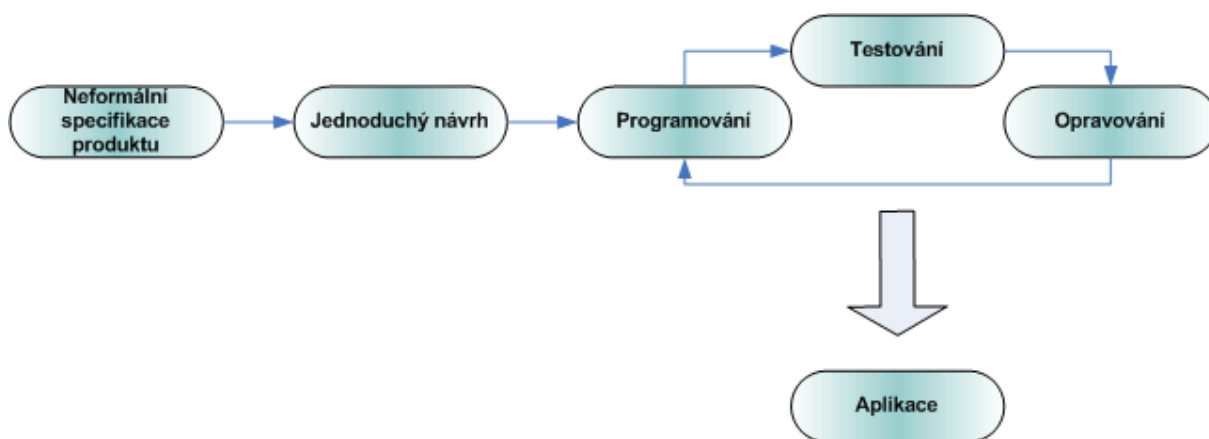 Neformální
specifikace
produktu
Jednoduchý návrh
Programování
Testování
Opravování
Aplikace